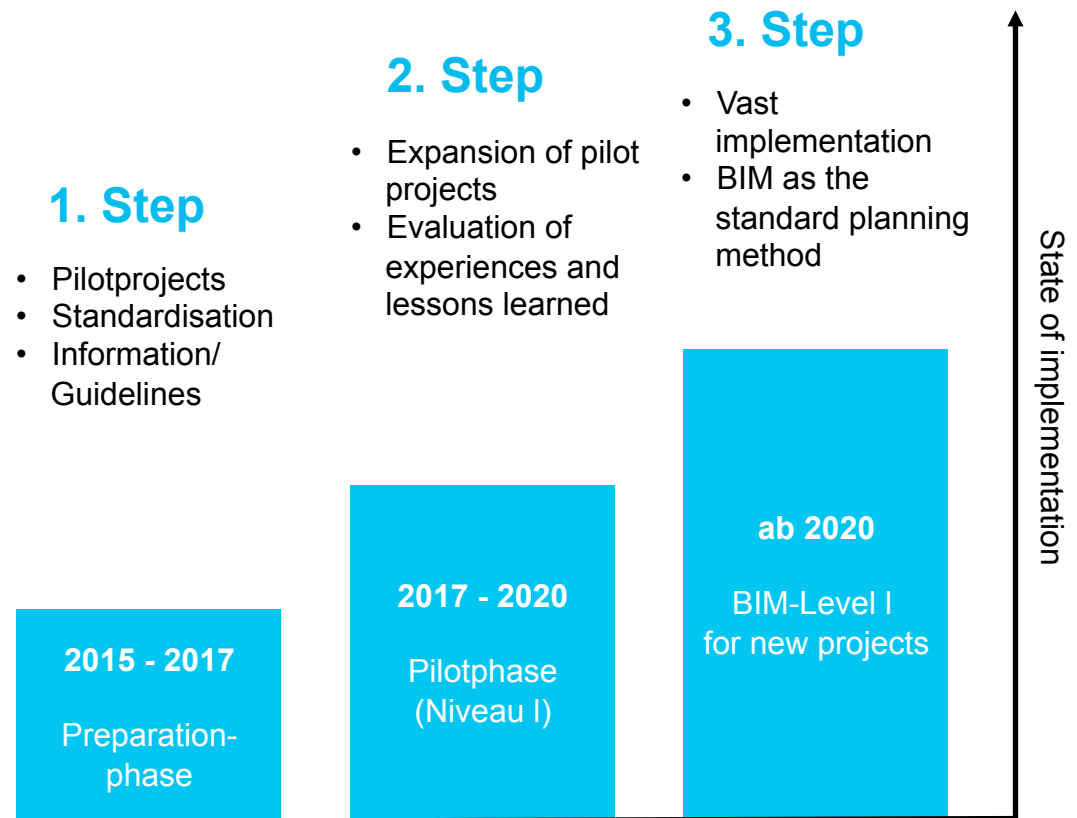 1. Step
• Pilotprojects
• Standardisation
• Information/
Guidelines
2015 - 2017
Preparation-
phase
2. Step
• Expansion of pilot
projects
• Evaluation of
experiences and
lessons learned
2017 - 2020
Pilotphase
(Niveau I)
3. Step
• Vast
implementation
• BIM as the
standard planning
method
ab 2020
BIM-Level I
for new projects
State of implementation